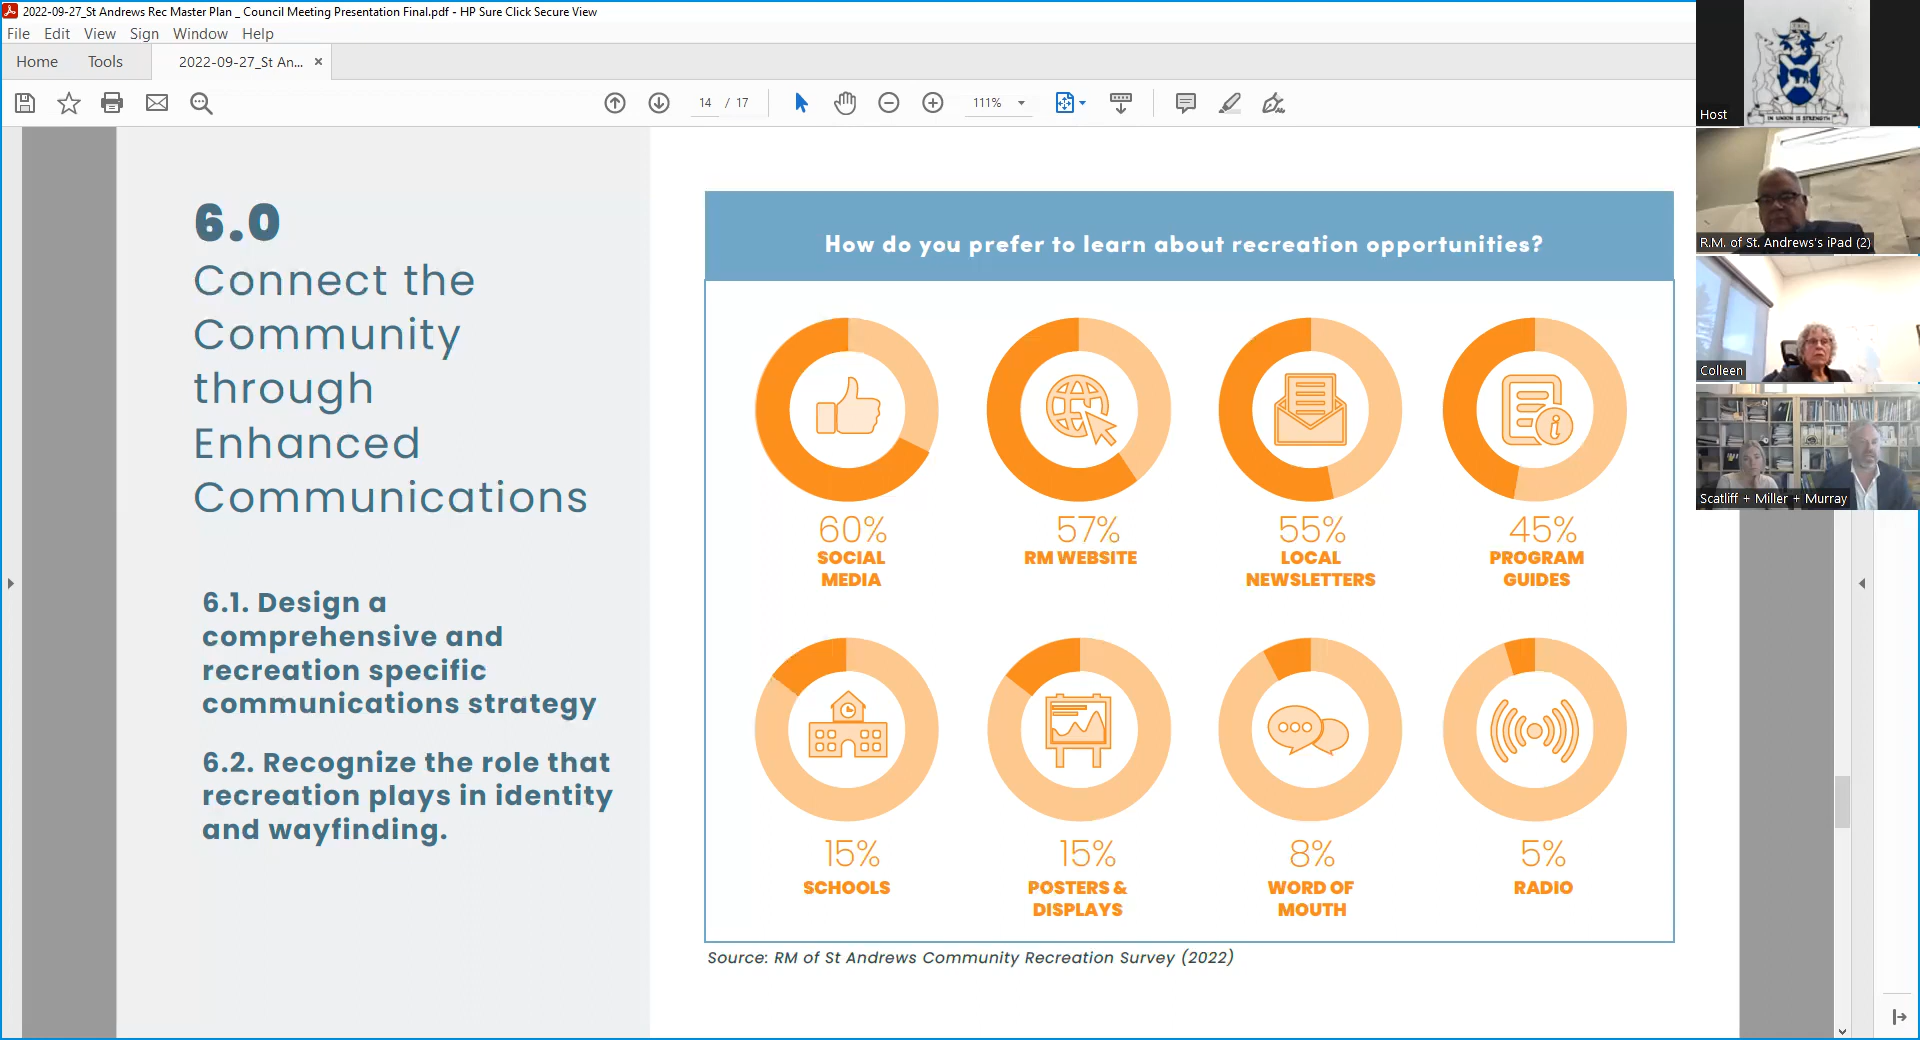 2022-09-27_St Andrews Rec Master Plan _ Council Meeting Presentation Final.pdf - HP Sure Click Secure View
File Edit View Sign Window Help
Home Tools 2022-09-27_St An... ×
14 / 17 111%
6.0
Connect the
Community
through
Enhanced
Communications
6.1. Design a
comprehensive and
recreation specific
communications strategy
6.2. Recognize the role that
recreation plays in identity
and wayfinding.
How do you prefer to learn about recreation opportunities?
60%
SOCIAL
MEDIA
57%
RM WEBSITE
55%
LOCAL
NEWSLETTERS
45%
PROGRAM
GUIDES
15%
SCHOOLS
15%
POSTERS &
DISPLAYS
8%
WORD OF
MOUTH
5%
RADIO
Source: RM of St Andrews Community Recreation Survey (2022)
IN UNION IS STRENGTH
Host
R.M. of St. Andrews's iPad (2)
Colleen
Scatliff + Miller + Murray